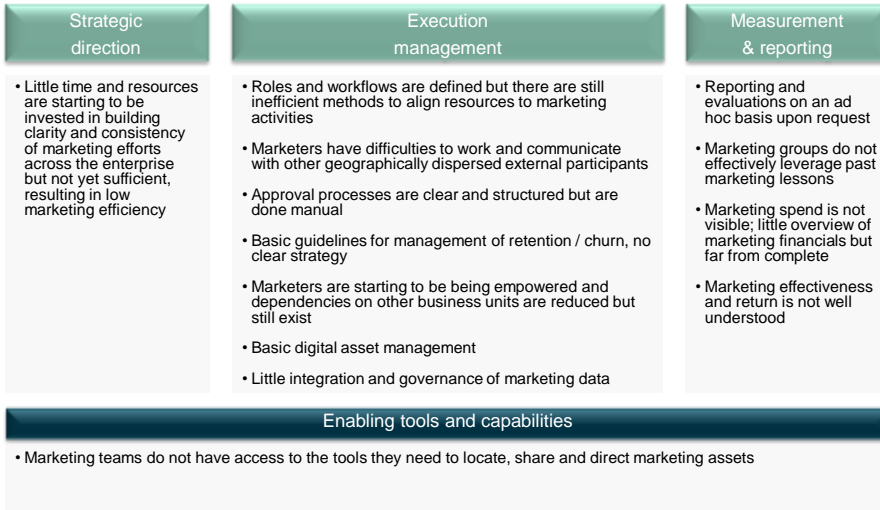 Strategic
direction
• Little time and resources
are starting to be
invested in building
clarity and consistency
of marketing efforts
across the enterprise
but not yet sufficient,
resulting in low
marketing efficiency
Execution
management
• Roles and workflows are defined but there are still
inefficient methods to align resources to marketing
activities
• Marketers have difficulties to work and communicate
with other geographically dispersed external participants
• Approval processes are clear and structured but are
done manual
• Basic guidelines for management of retention / churn, no
clear strategy
• Marketers are starting to be being empowered and
dependencies on other business units are reduced but
still exist
• Basic digital asset management
• Little integration and governance of marketing data
Measurement
& reporting
• Reporting and
evaluations on an ad
hoc basis upon request
• Marketing groups do not
effectively leverage past
marketing lessons
• Marketing spend is not
visible; little overview of
marketing financials but
far from complete
• Marketing effectiveness
and return is not well
understood
Enabling tools and capabilities
• Marketing teams do not have access to the tools they need to locate, share and direct marketing assets